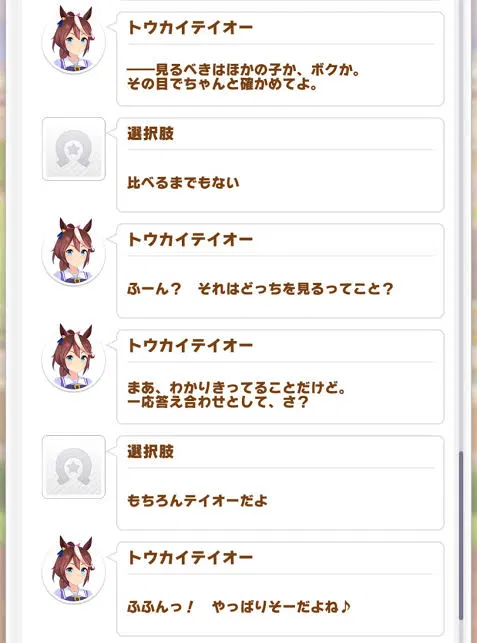 トウカイテイオー
――見るべきはほかの子か、ボクか。
その目でちゃんと確かめてよ。
選択肢
比べるまでもない
トウカイテイオー
ふーん？　それはどっちを見るってこと？
トウカイテイオー
まあ、わかりきってることだけど。
一応答え合わせとして、さ？
選択肢
もちろんテイオーだよ
トウカイテイオー
ふふんっ！　やっぱりそーだよね♪